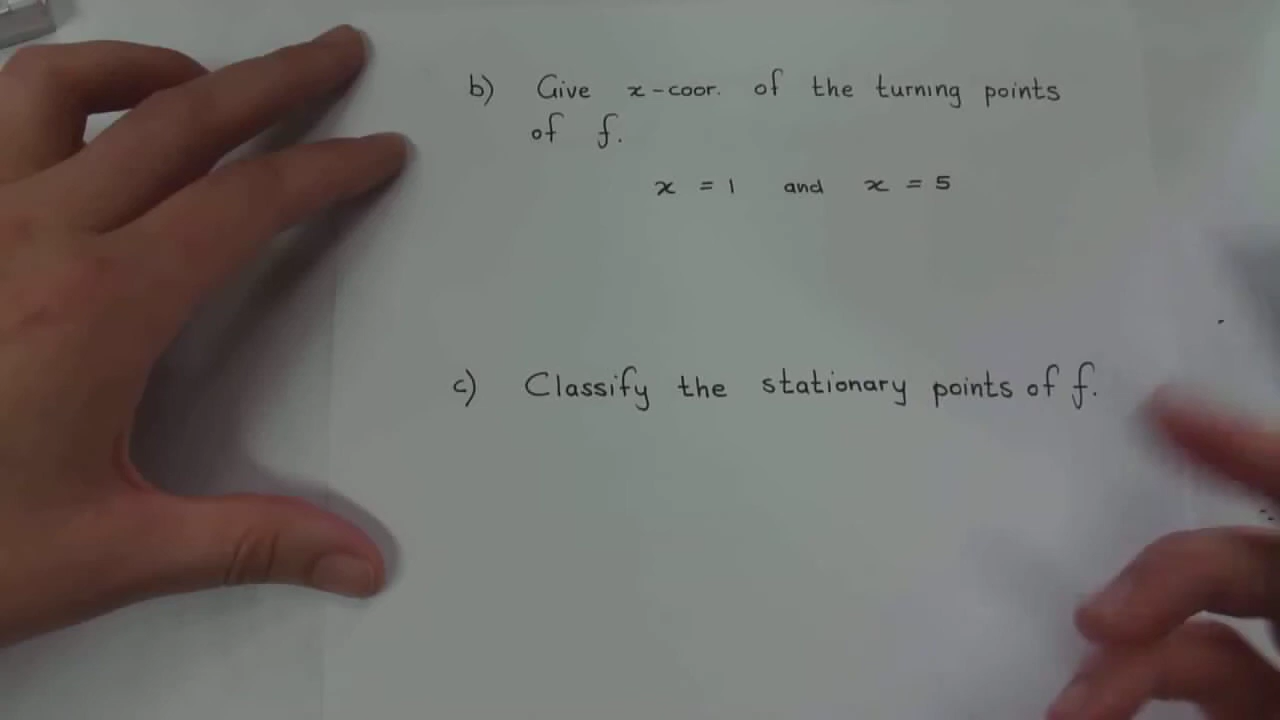 b) Give x-coor. of the turning points
of f.
x = 1 and x = 5
c) Classify the stationary points of f.